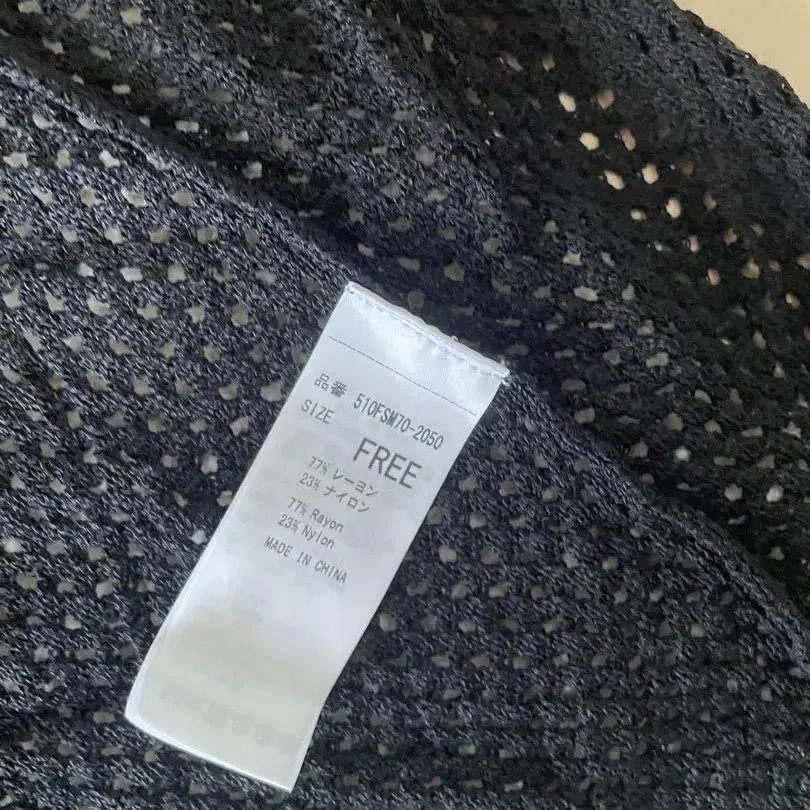 品番 510FSM70-2050
SIZE FREE
77% レーヨン
23% ナイロン
77% Rayon
23% Nylon
MADE IN CHINA